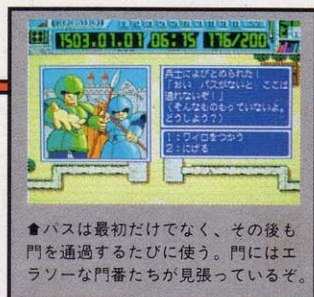 1503.01.01 06:15 176/200
兵士によびとめられた!
「おい パスがないと ここは
通れないぞ!」
(そんなものもっていないよ。
どうしよう?)
1:ワイロをつかう
2:にげる
⬆パスは最初だけでなく、その後も
門を通過するたびに使う。門にはエ
ラソーな門番たちが見張っているぞ。